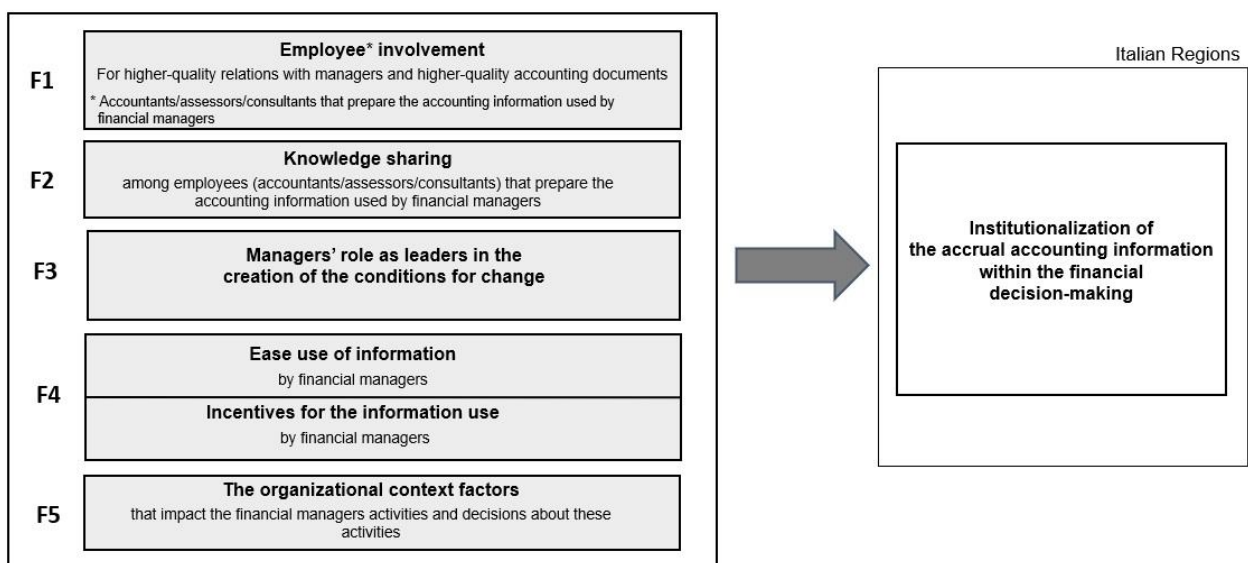 F1
Employee* involvement
For higher-quality relations with managers and higher-quality accounting documents
* Accountants/assessors/consultants that prepare the accounting information used by
financial managers
F2
Knowledge sharing
among employees (accountants/assessors/consultants) that prepare the
accounting information used by financial managers
F3
Managers' role as leaders in the
creation of the conditions for change
F4
Ease use of information
by financial managers
Incentives for the information use
by financial managers
F5
The organizational context factors
that impact the financial managers activities and decisions about these
activities
Italian Regions
Institutionalization of
the accrual accounting information
within the financial
decision-making